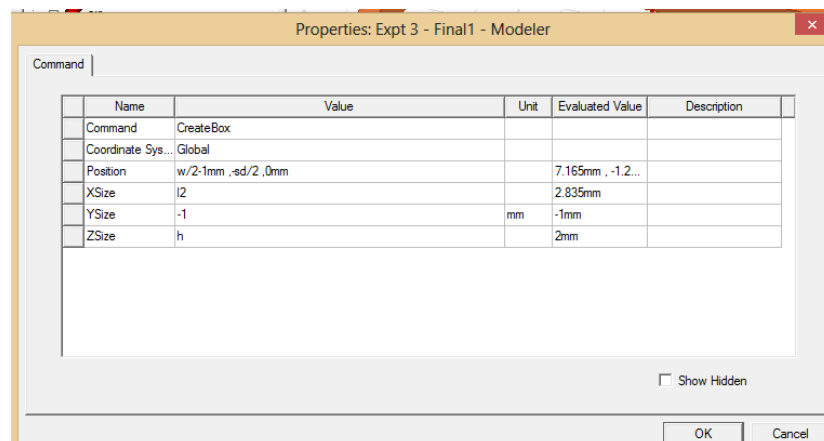 Properties: Expt 3 - Final1 - Modeler
Command
Name Value Unit Evaluated Value Description
Command CreateBox
Coordinate Sys... Global
Position w/2-1mm ,-sd/2 ,0mm 7.165mm , -1.2...
XSize l2 2.835mm
YSize -1 mm -1mm
ZSize h 2mm
Show Hidden
OK Cancel